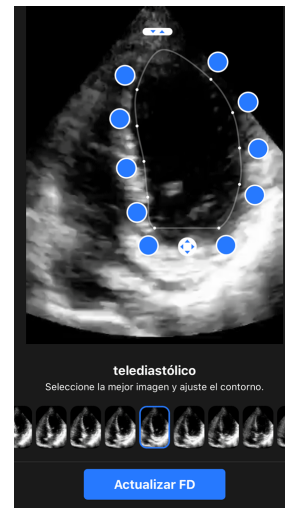 telediastólico
Seleccione la mejor imagen y ajuste el contorno.
Actualizar FD